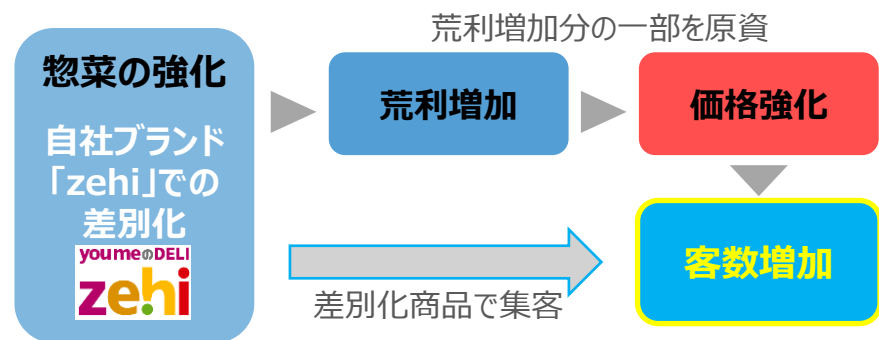 荒利増加分の一部を原資
惣菜の強化
自社ブランド
「zehi」での
差別化
youmeのDELI
zehi
荒利増加
価格強化
差別化商品で集客
客数増加